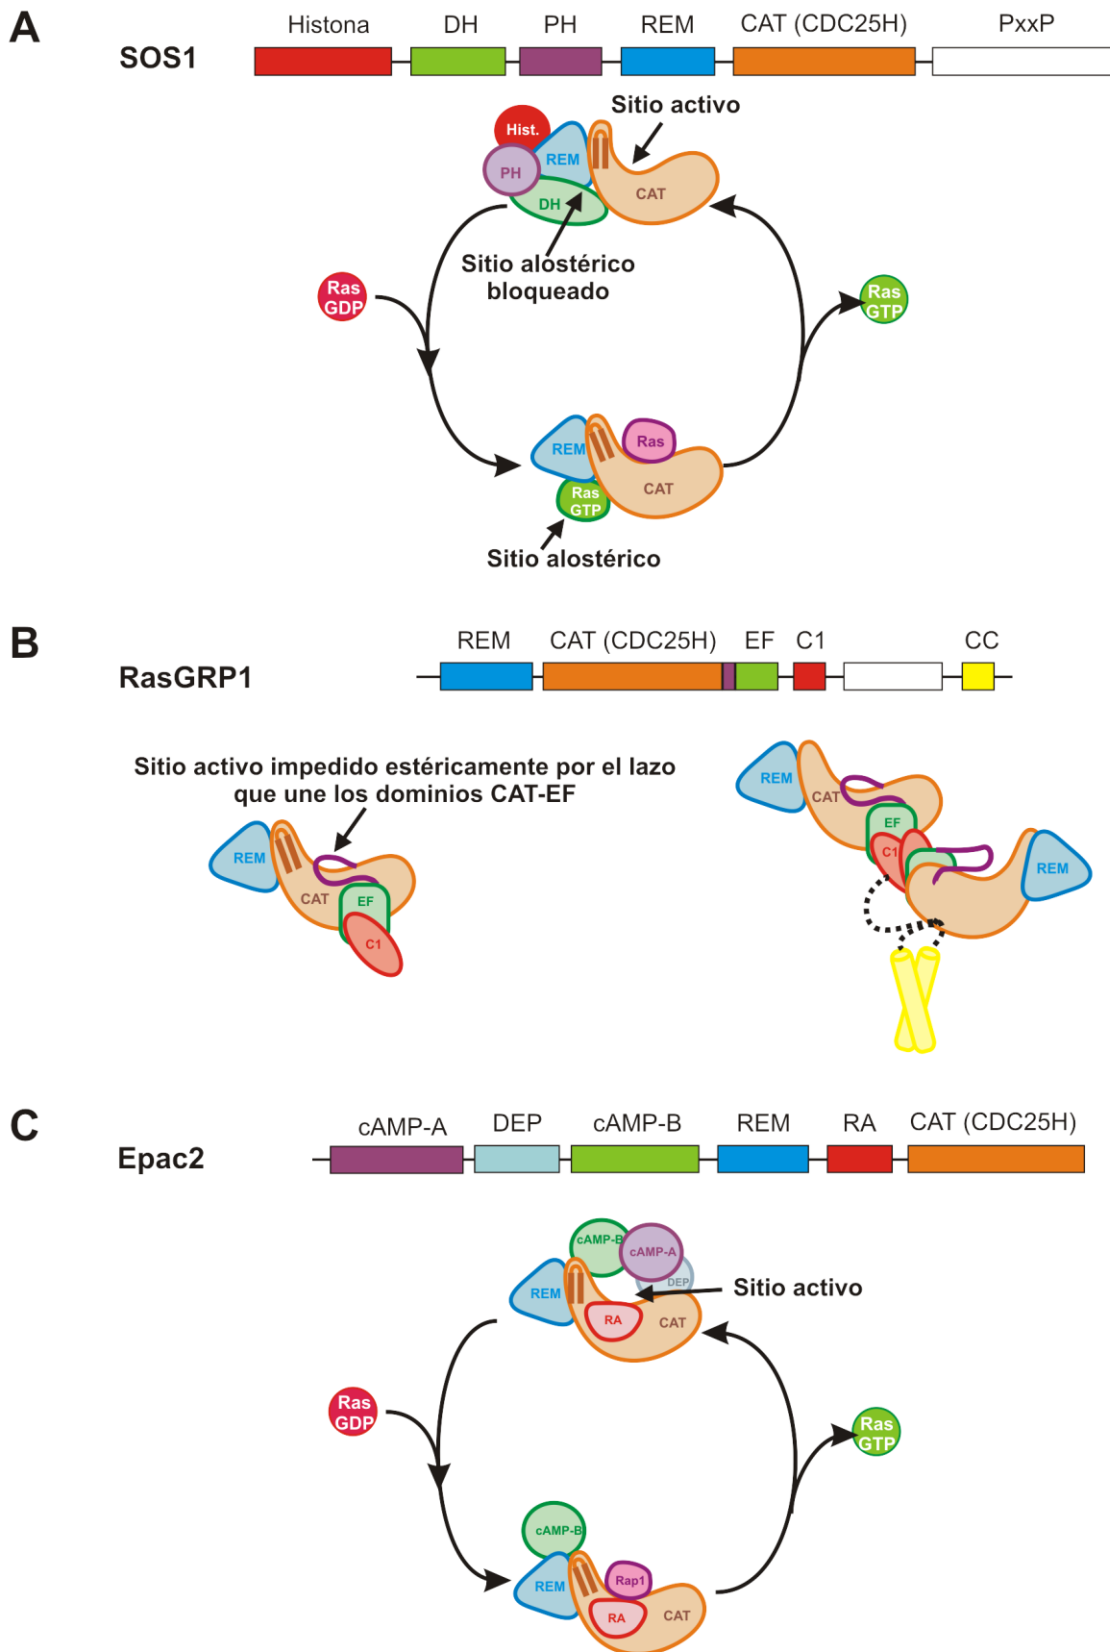 A
SOS1
Histona DH PH REM CAT (CDC25H) PxxP
Sitio activo
Hist.
REM
PH
CAT
DH
Sitio alostérico
bloqueado
Ras
GDP
Ras
GTP
REM
Ras
CAT
Ras
GTP
Sitio alostérico
B
RasGRP1
REM CAT (CDC25H) EF C1 CC
Sitio activo impedido estéricamente por el lazo
que une los dominios CAT-EF
REM
CAT
EF
C1
REM
CAT
EF
C1
REM
C
Epac2
cAMP-A DEP cAMP-B REM RA CAT (CDC25H)
cAMP-B
cAMP-A
DEP
Sitio activo
REM
RA
CAT
Ras
GDP
Ras
GTP
cAMP-B
REM
Rap1
RA
CAT